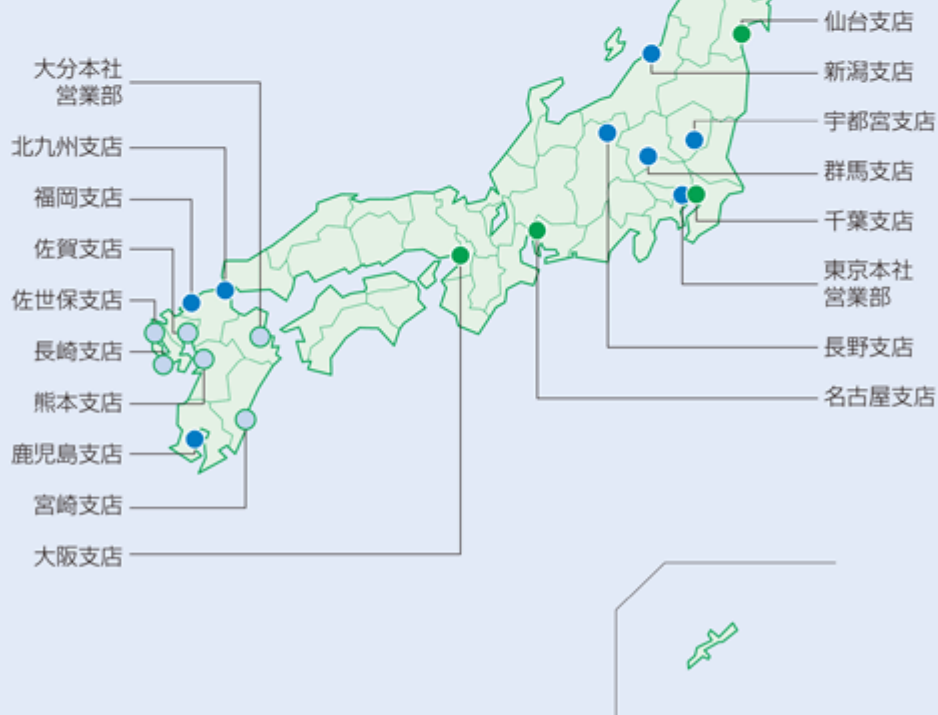 大分本社
営業部
北九州支店
福岡支店
佐賀支店
佐世保支店
長崎支店
熊本支店
鹿児島支店
宮崎支店
大阪支店
仙台支店
新潟支店
宇都宮支店
群馬支店
千葉支店
東京本社
営業部
長野支店
名古屋支店